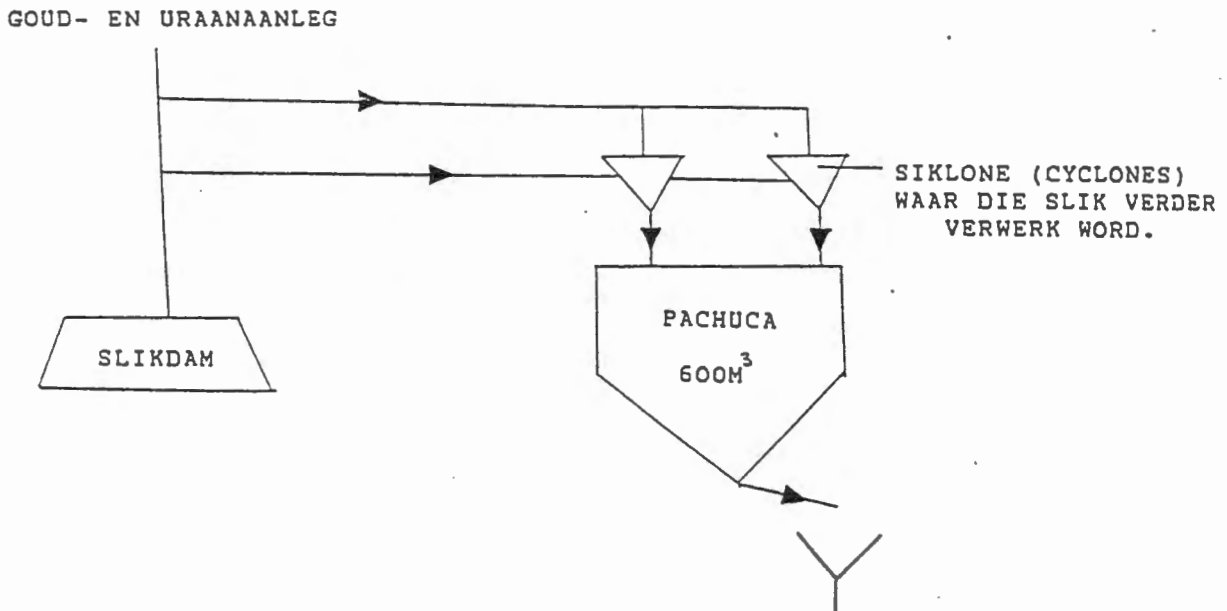 GOUD- EN URAANAANLEG
SIKLONE (CYCLONES)
WAAR DIE SLIK VERDER
VERWERK WORD.
PACHUCA
600M³
SLIKDAM